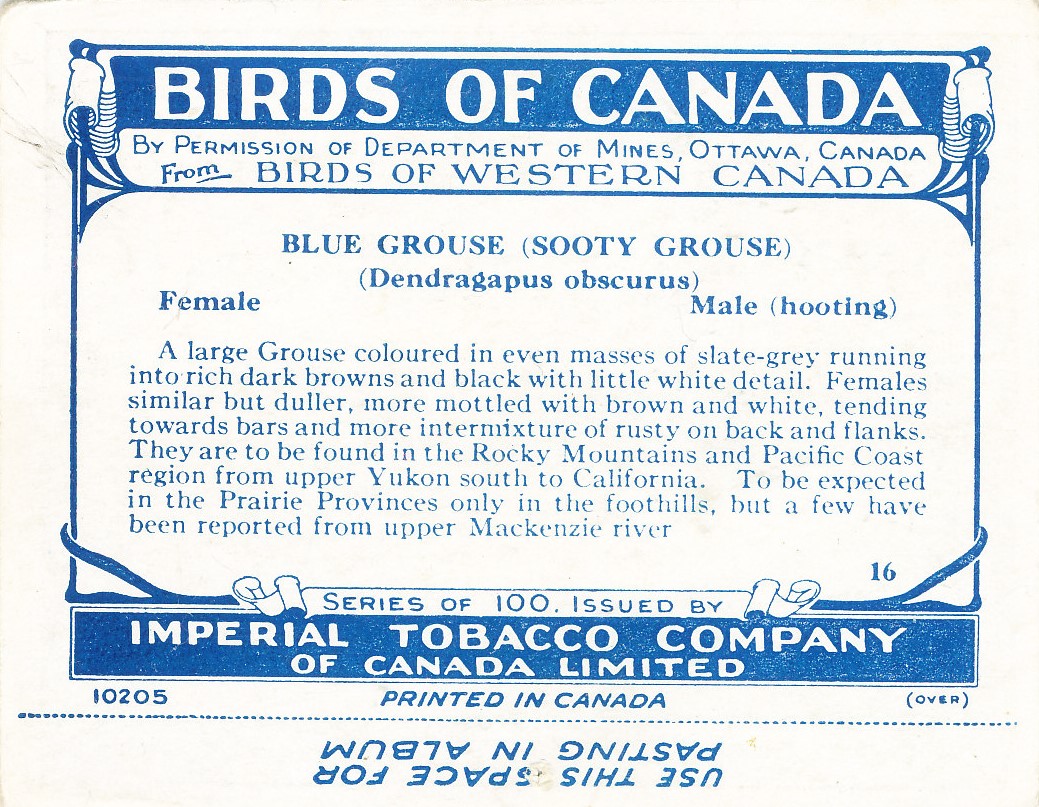 BIRDS OF CANADA
BY PERMISSION OF DEPARTMENT OF MINES, OTTAWA, CANADA
From BIRDS OF WESTERN CANADA
BLUE GROUSE (SOOTY GROUSE)
(Dendragapus obscurus)
Female Male (hooting)
A large Grouse coloured in even masses of slate-grey running
into rich dark browns and black with little white detail. Females
similar but duller, more mottled with brown and white, tending
towards bars and more intermixture of rusty on back and flanks.
They are to be found in the Rocky Mountains and Pacific Coast
region from upper Yukon south to California. To be expected
in the Prairie Provinces only in the foothills, but a few have
been reported from upper Mackenzie river
16
SERIES OF 100. ISSUED BY
IMPERIAL TOBACCO COMPANY
OF CANADA LIMITED
10205 PRINTED IN CANADA (OVER)
USE THIS SPACE FOR
PASTING IN ALBUM